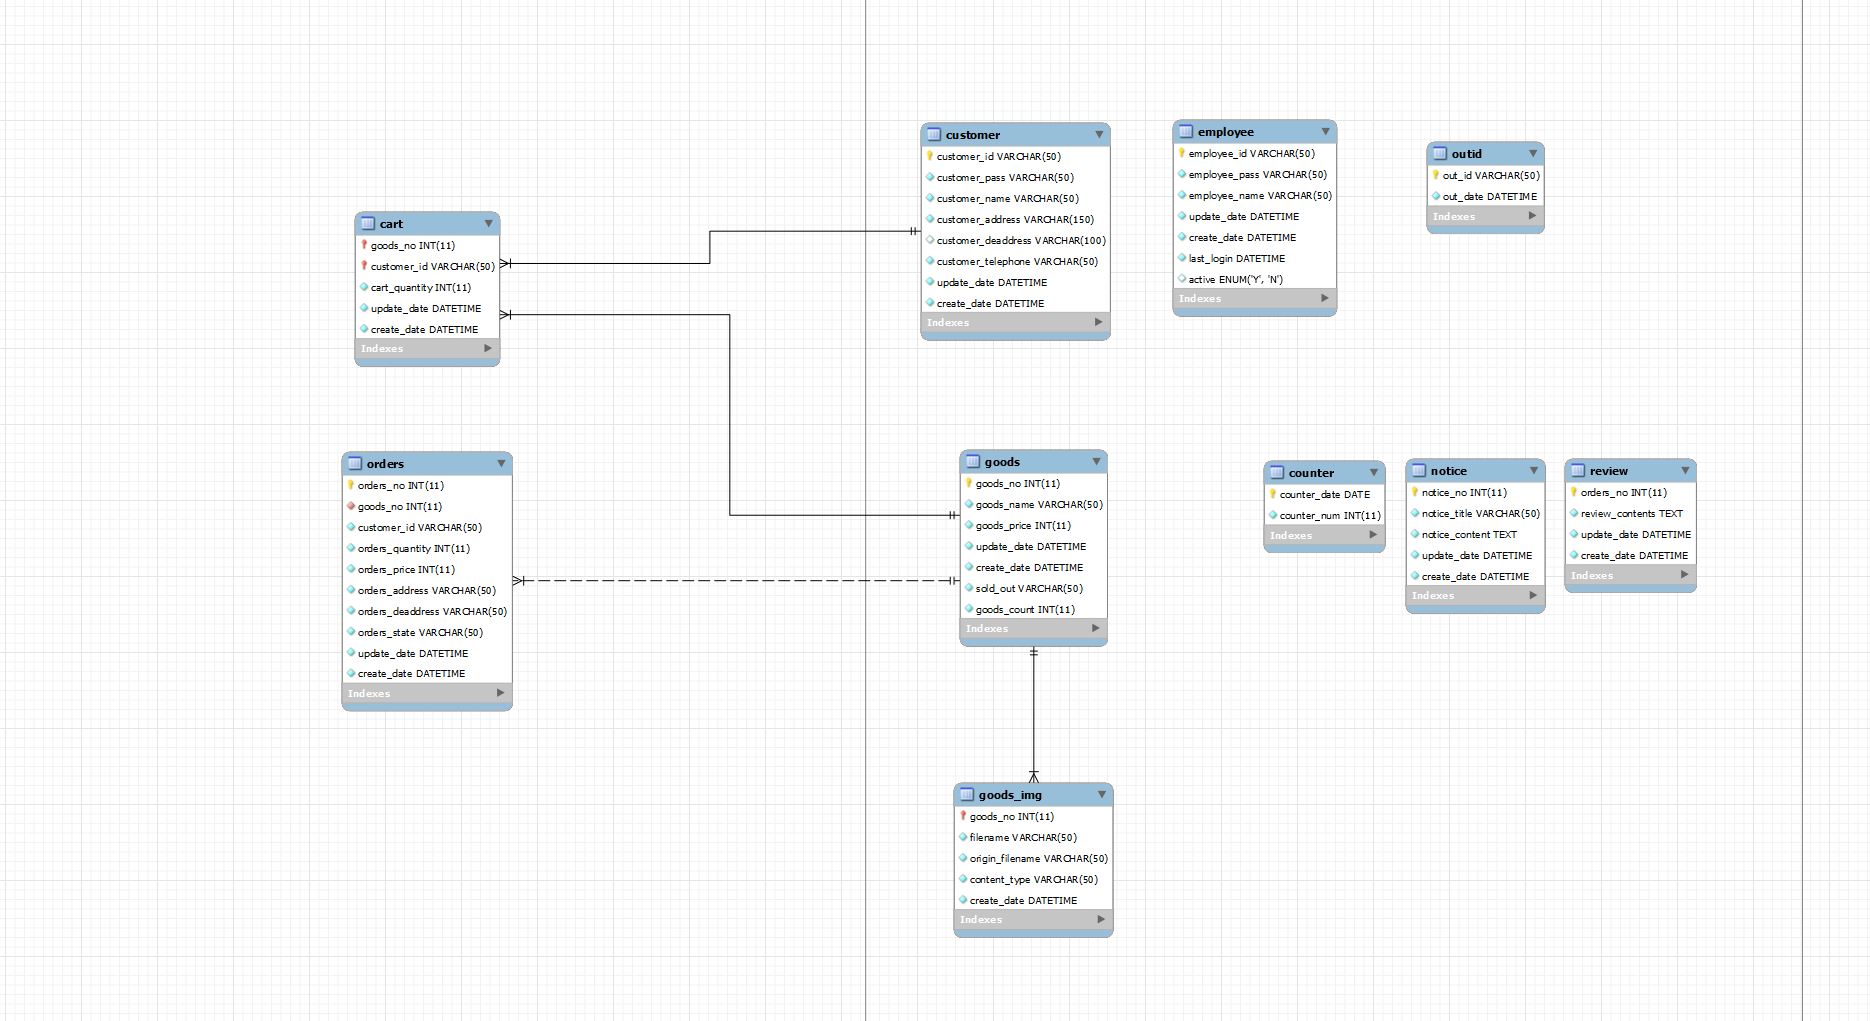 customer
customer_id VARCHAR(50)
customer_pass VARCHAR(50)
customer_name VARCHAR(50)
customer_address VARCHAR(150)
customer_deaddress VARCHAR(100)
customer_telephone VARCHAR(50)
update_date DATETIME
create_date DATETIME
Indexes
employee
employee_id VARCHAR(50)
employee_pass VARCHAR(50)
employee_name VARCHAR(50)
update_date DATETIME
create_date DATETIME
last_login DATETIME
active ENUM('Y', 'N')
Indexes
outid
out_id VARCHAR(50)
out_date DATETIME
Indexes
cart
goods_no INT(11)
customer_id VARCHAR(50)
cart_quantity INT(11)
update_date DATETIME
create_date DATETIME
Indexes
orders
orders_no INT(11)
goods_no INT(11)
customer_id VARCHAR(50)
orders_quantity INT(11)
orders_price INT(11)
orders_address VARCHAR(50)
orders_deaddress VARCHAR(50)
orders_state VARCHAR(50)
update_date DATETIME
create_date DATETIME
Indexes
goods
goods_no INT(11)
goods_name VARCHAR(50)
goods_price INT(11)
update_date DATETIME
create_date DATETIME
sold_out VARCHAR(50)
goods_count INT(11)
Indexes
counter
counter_date DATE
counter_num INT(11)
Indexes
notice
notice_no INT(11)
notice_title VARCHAR(50)
notice_content TEXT
update_date DATETIME
create_date DATETIME
Indexes
review
orders_no INT(11)
review_contents TEXT
update_date DATETIME
create_date DATETIME
Indexes
goods_img
goods_no INT(11)
filename VARCHAR(50)
origin_filename VARCHAR(50)
content_type VARCHAR(50)
create_date DATETIME
Indexes